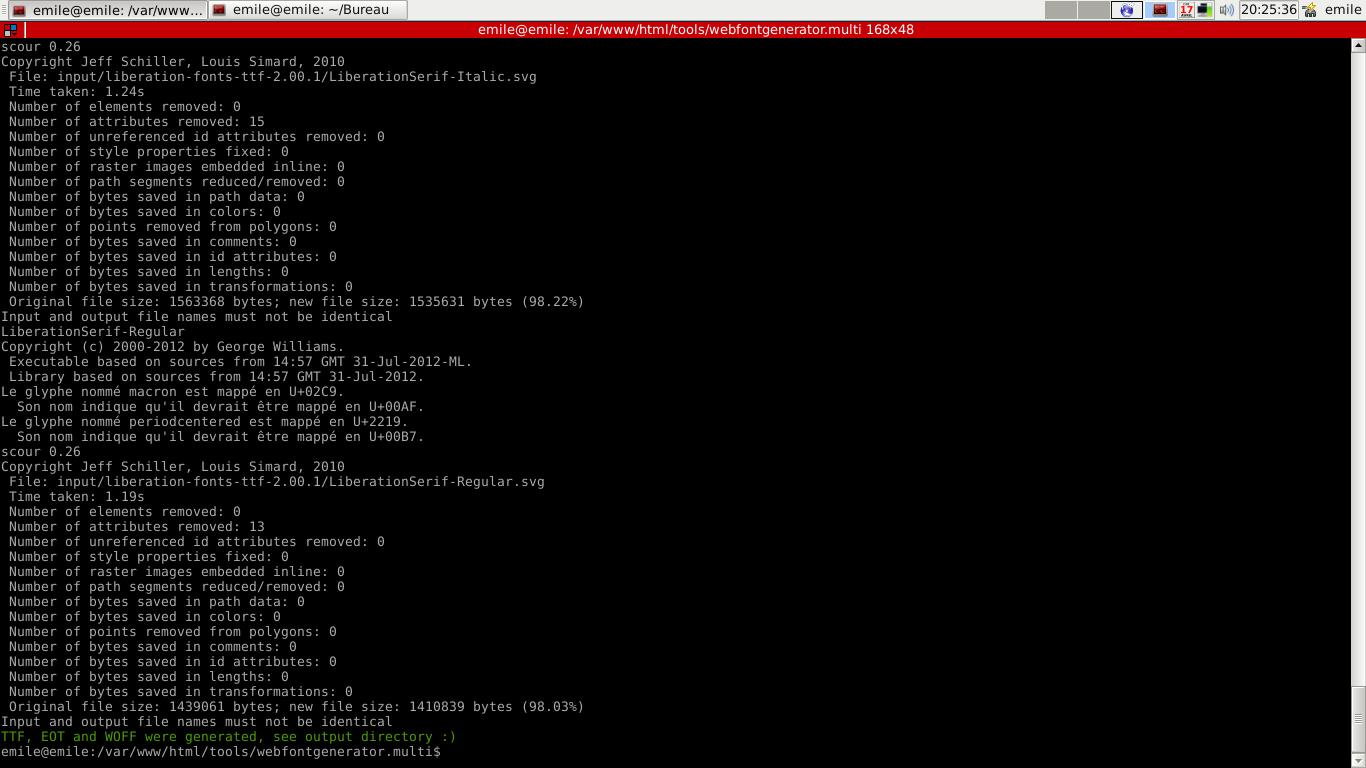 emile@emile: /var/www...
emile@emile: ~/Bureau
17
20:25:36
emile
emile@emile: /var/www/html/tools/webfontgenerator.multi 168x48
scour 0.26
Copyright Jeff Schiller, Louis Simard, 2010
File: input/liberation-fonts-ttf-2.00.1/LiberationSerif-Italic.svg
Time taken: 1.24s
Number of elements removed: 0
Number of attributes removed: 15
Number of unreferenced id attributes removed: 0
Number of style properties fixed: 0
Number of raster images embedded inline: 0
Number of path segments reduced/removed: 0
Number of bytes saved in path data: 0
Number of bytes saved in colors: 0
Number of points removed from polygons: 0
Number of bytes saved in comments: 0
Number of bytes saved in id attributes: 0
Number of bytes saved in lengths: 0
Number of bytes saved in transformations: 0
Original file size: 1563368 bytes; new file size: 1535631 bytes (98.22%)
Input and output file names must not be identical
LiberationSerif-Regular
Copyright (c) 2000-2012 by George Williams.
Executable based on sources from 14:57 GMT 31-Jul-2012-ML.
Library based on sources from 14:57 GMT 31-Jul-2012.
Le glyphe nommé macron est mappé en U+02C9.
Son nom indique qu'il devrait être mappé en U+00AF.
Le glyphe nommé periodcentered est mappé en U+2219.
Son nom indique qu'il devrait être mappé en U+00B7.
scour 0.26
Copyright Jeff Schiller, Louis Simard, 2010
File: input/liberation-fonts-ttf-2.00.1/LiberationSerif-Regular.svg
Time taken: 1.19s
Number of elements removed: 0
Number of attributes removed: 13
Number of unreferenced id attributes removed: 0
Number of style properties fixed: 0
Number of raster images embedded inline: 0
Number of path segments reduced/removed: 0
Number of bytes saved in path data: 0
Number of bytes saved in colors: 0
Number of points removed from polygons: 0
Number of bytes saved in comments: 0
Number of bytes saved in id attributes: 0
Number of bytes saved in lengths: 0
Number of bytes saved in transformations: 0
Original file size: 1439061 bytes; new file size: 1410839 bytes (98.03%)
Input and output file names must not be identical
TTF, EOT and WOFF were generated, see output directory :)
emile@emile:/var/www/html/tools/webfontgenerator.multi$